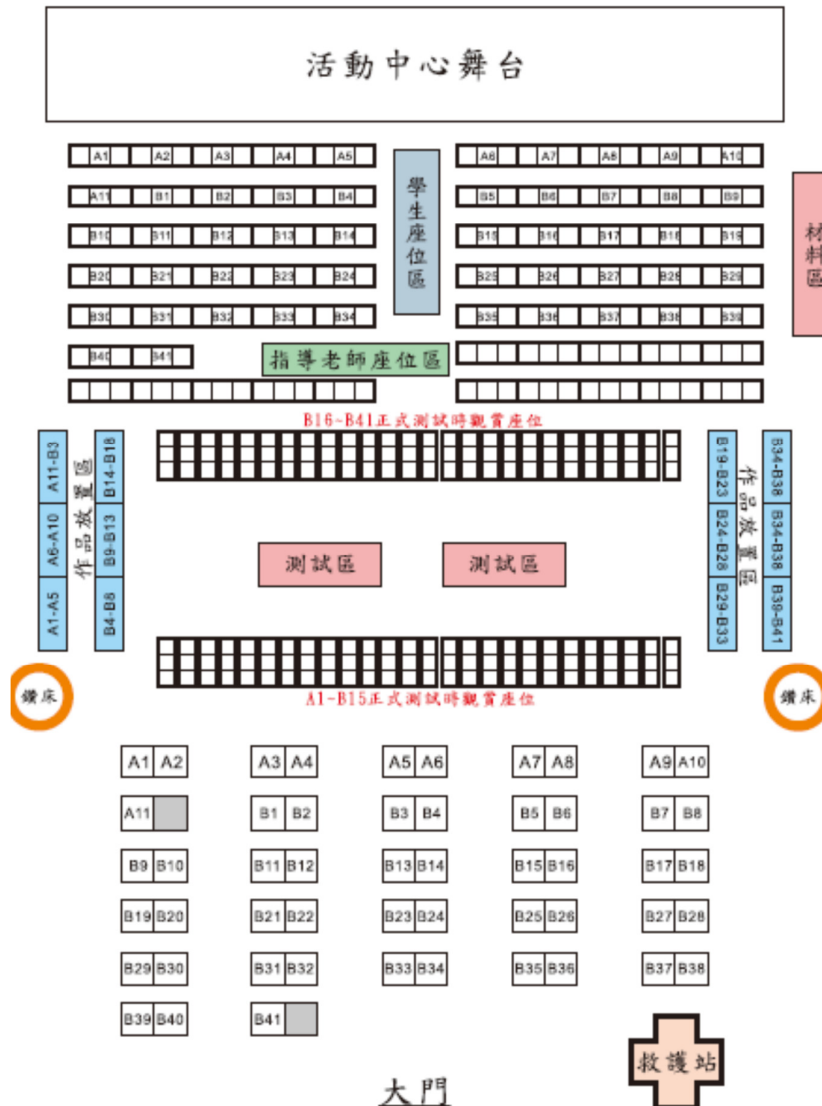 活動中心舞台
A1 A2 A3 A4 A5 A6 A7 A8 A9 A10
A11 B1 B2 B3 B4 B5 B6 B7 B8 B9
B10 B11 B12 B13 B14 B15 B16 B17 B18 B19
B20 B21 B22 B23 B24 B25 B26 B27 B28 B29
B30 B31 B32 B33 B34 B35 B36 B37 B38 B39
B40 B41
學生座位區
材料區
指導老師座位區
B16~B41正式測試時觀賞座位
A11-B3
A6-A10
A1-A5
作品放置區
B14-B18
B9-B13
B4-B8
測試區
測試區
B19-B23
B24-B28
B29-B33
作品放置區
B34-B38
B34-B38
B39-B41
A1~B15正式測試時觀賞座位
鑽床
鑽床
A1 A2 A3 A4 A5 A6 A7 A8 A9 A10
A11 B1 B2 B3 B4 B5 B6 B7 B8
B9 B10 B11 B12 B13 B14 B15 B16 B17 B18
B19 B20 B21 B22 B23 B24 B25 B26 B27 B28
B29 B30 B31 B32 B33 B34 B35 B36 B37 B38
B39 B40 B41
救護站
大門